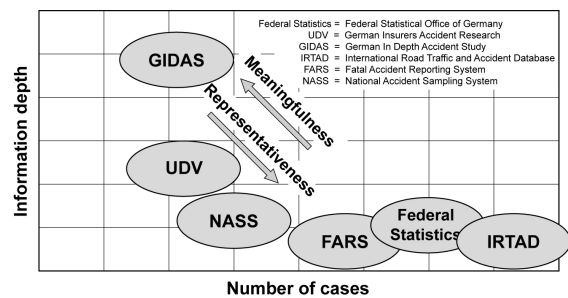 Federal Statistics = Federal Statistical Office of Germany
UDV = German Insurers Accident Research
GIDAS = German In Depth Accident Study
IRTAD = International Road Traffic and Accident Database
FARS = Fatal Accident Reporting System
NASS = National Accident Sampling System
GIDAS
Meaningfulness
Representativeness
UDV
NASS
FARS
Federal
Statistics
IRTAD
Information depth
Number of cases